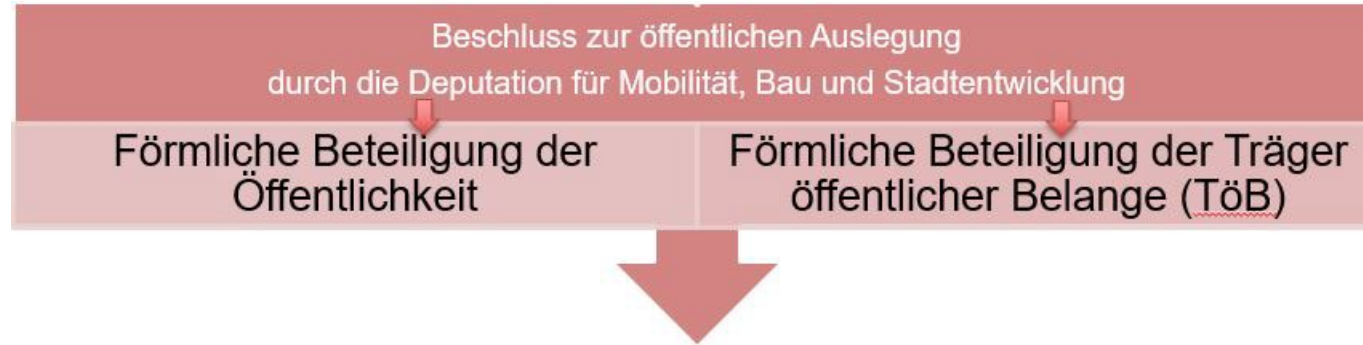 Beschluss zur öffentlichen Auslegung
durch die Deputation für Mobilität, Bau und Stadtentwicklung
Förmliche Beteiligung der
Öffentlichkeit
Förmliche Beteiligung der Träger
öffentlicher Belange (TöB)